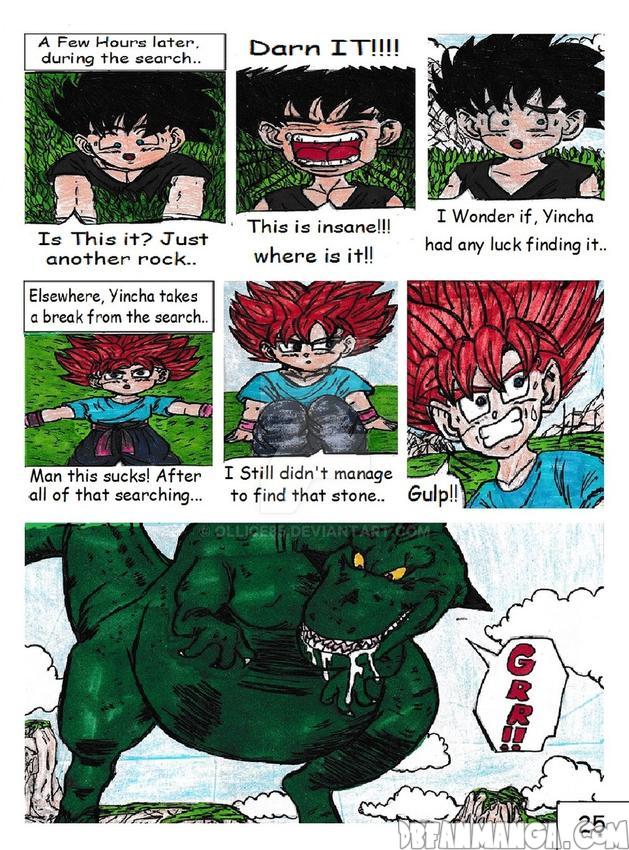 A Few Hours later,
during the search..
Is This it? Just
another rock..
Darn IT!!!!
This is insane!!!
where is it!!
I Wonder if, Yincha
had any luck finding it..
Elsewhere, Yincha takes
a break from the search..
Man this sucks! After
all of that searching...
I Still didn't manage
to find that stone..
Gulp!!
GRR!!
25
DBFANMANGA.COM